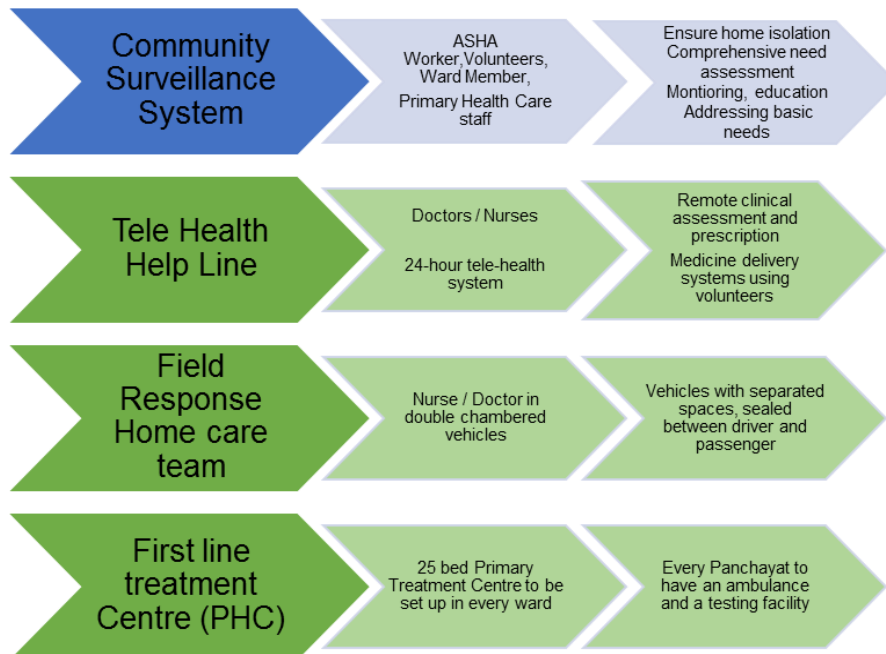 Community
Surveillance
System
ASHA
Worker,Volunteers,
Ward Member,
Primary Health Care
staff
Ensure home isolation
Comprehensive need
assessment
Montioring, education
Addressing basic
needs
Tele Health
Help Line
Doctors / Nurses
24-hour tele-health
system
Remote clinical
assessment and
prescription
Medicine delivery
systems using
volunteers
Field
Response
Home care
team
Nurse / Doctor in
double chambered
vehicles
Vehicles with separated
spaces, sealed
between driver and
passenger
First line
treatment
Centre (PHC)
25 bed Primary
Treatment Centre to be
set up in every ward
Every Panchayat to
have an ambulance
and a testing facility